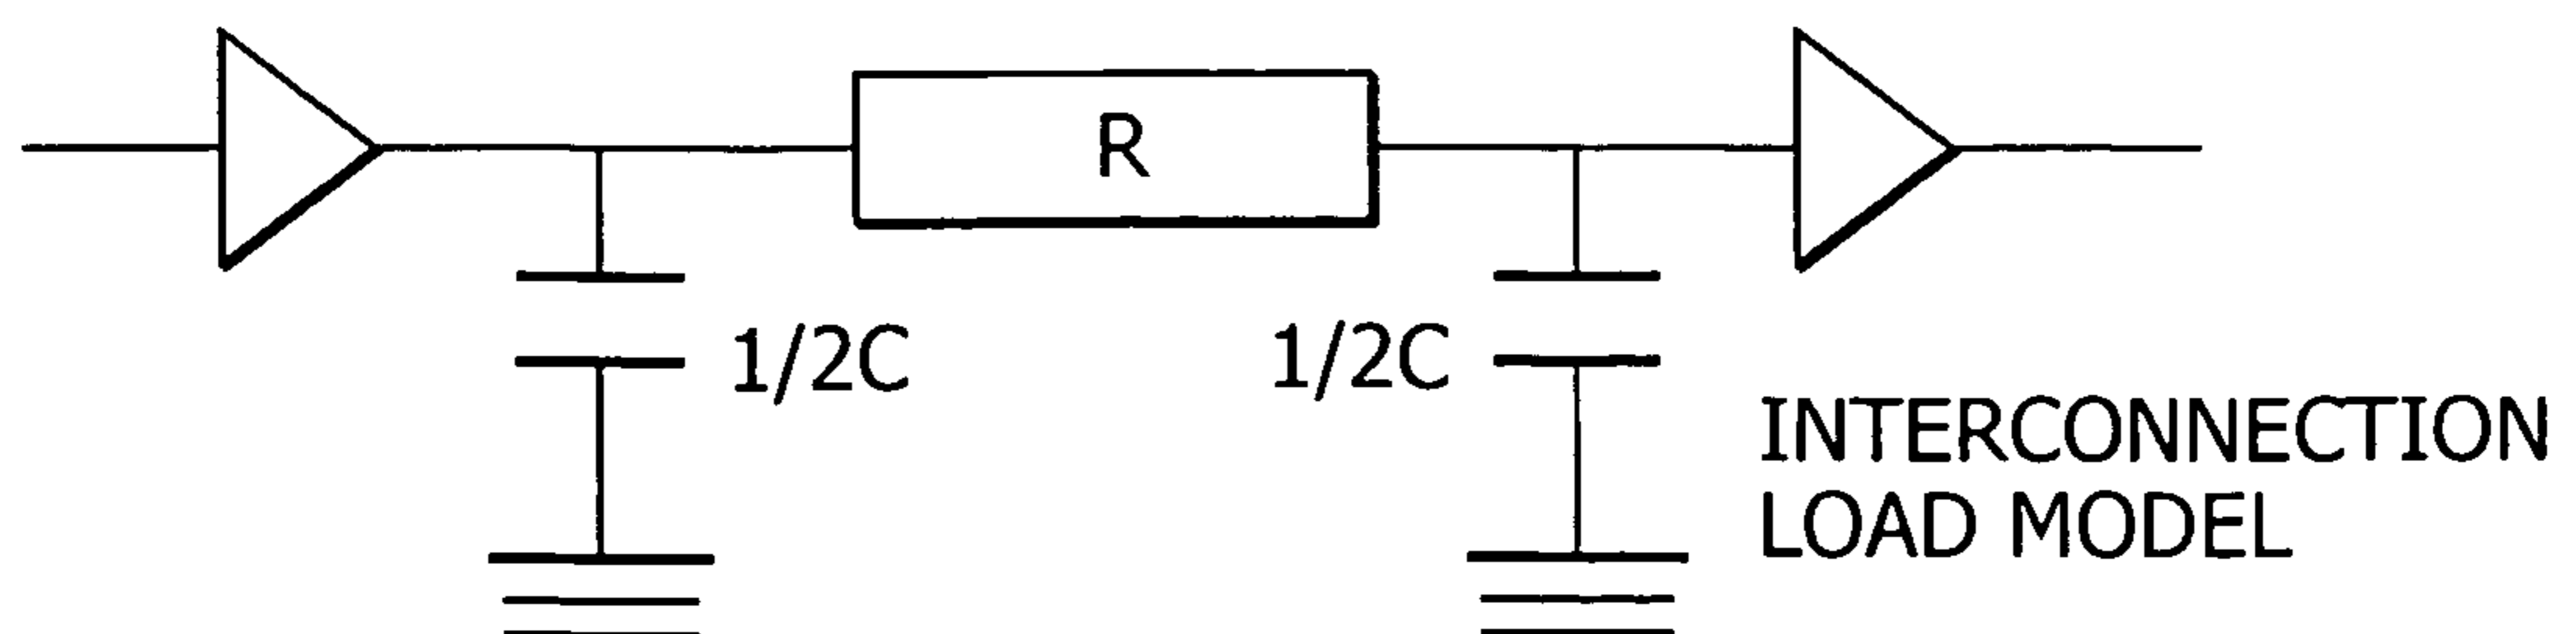 R
1/2C
1/2C
INTERCONNECTION
LOAD MODEL